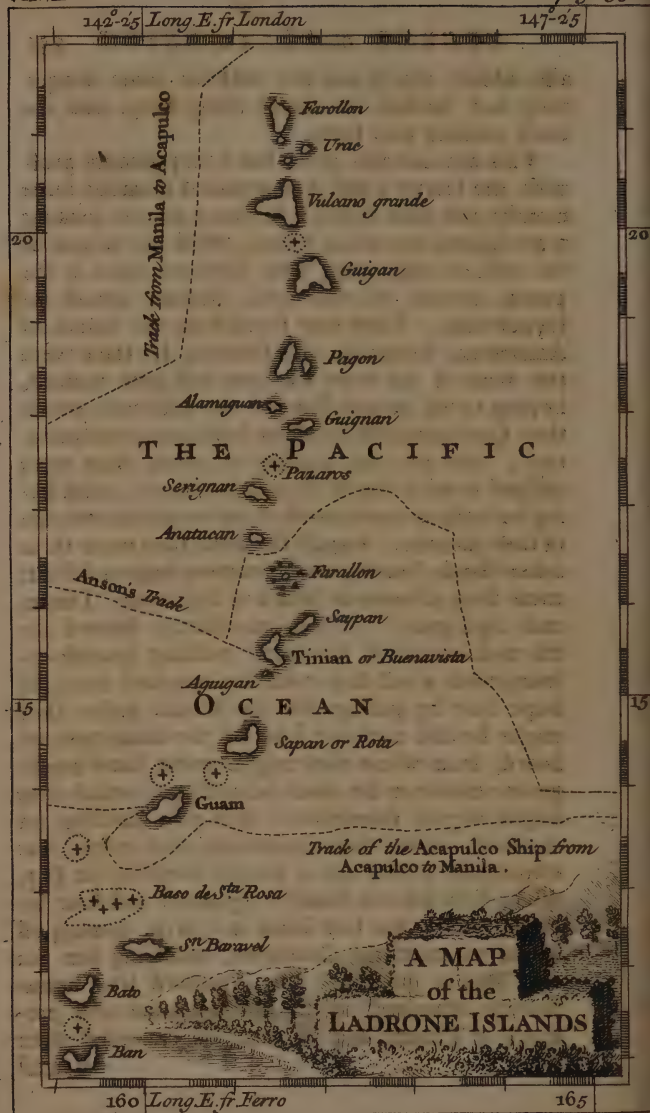 142°-25' Long. E. fr. London 147°-25'
Farollon
Urac
Track from Manila to Acapulco
Vulcano grande
20 20
Guigan
Pagon
Alamaguan
Guignan
THE PACIFIC
Pazaros
Serignan
Anatacan
Farallon
Anson's Track
Saypan
Tinian or Buenavista
Aguigan
15 15
OCEAN
Sapan or Rota
Guam
Track of the Acapulco Ship from
Acapulco to Manila.
Baso de Sta. Rosa
Sn. Baravel
A MAP
of the
LADRONE ISLANDS
Bato
Ban
160 Long. E. fr. Ferro 165